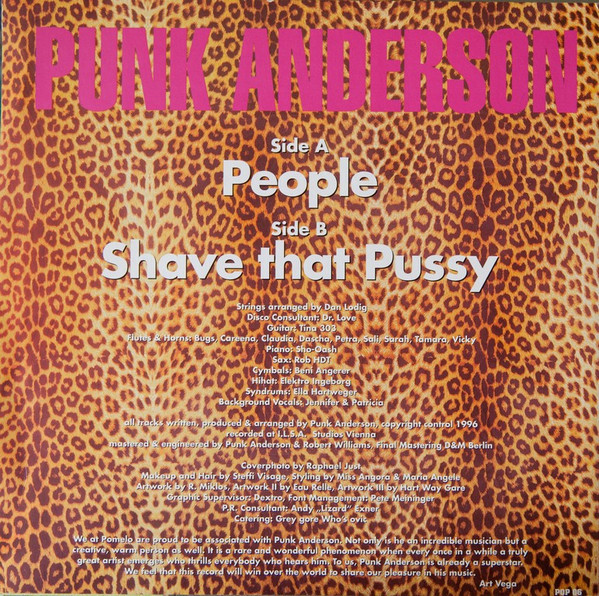 PUNK ANDERSON
Side A
People
Side B
Shave that Pussy
Strings arranged by Dan Lodig
Disco Consultant: Dr. Love
Guitar: Tina 303
Flutes & Horns: Bugs, Careena, Claudia, Dascha, Petra, Sali, Sarah, Tamara, Vicky
Piano: Sha-Dash
Sax: Rob HDT
Cymbals: Beni Angerer
Hihat: Elektro Ingeborg
Syndrums: Ella Hartweger
Background Vocals: Jennifer & Patricia
all tracks written, produced & arranged by Punk Anderson, copyright control 1996
recorded at I.L.S.A. Studios Vienna
mastered & engineered by Punk Anderson & Robert Williams, Final Mastering D&M Berlin
Coverphoto by Raphael Just
Makeup and Hair by Steffi Visage, Styling by Miss Angora & Maria Angele
Artwork by R. Miklos, Artwork II by Eau Relle, Artwork III by Hart Way Gare
Graphic Supervisor: Dextro, Font Management: Pete Meininger
P.R. Consultant: Andy „Lizard” Exner
Catering: Grey gore Who's ovic
We at Pomelo are proud to be associated with Punk Anderson. Not only is he an incredible musician but a
creative, warm person as well. It is a rare and wonderful phenomenon when every once in a while a truly
great artist emerges who thrills everybody who hears him. To us, Punk Anderson is already a superstar.
We feel that this record will win over the world to share our pleasure in his music.
Art Vega
POP 06